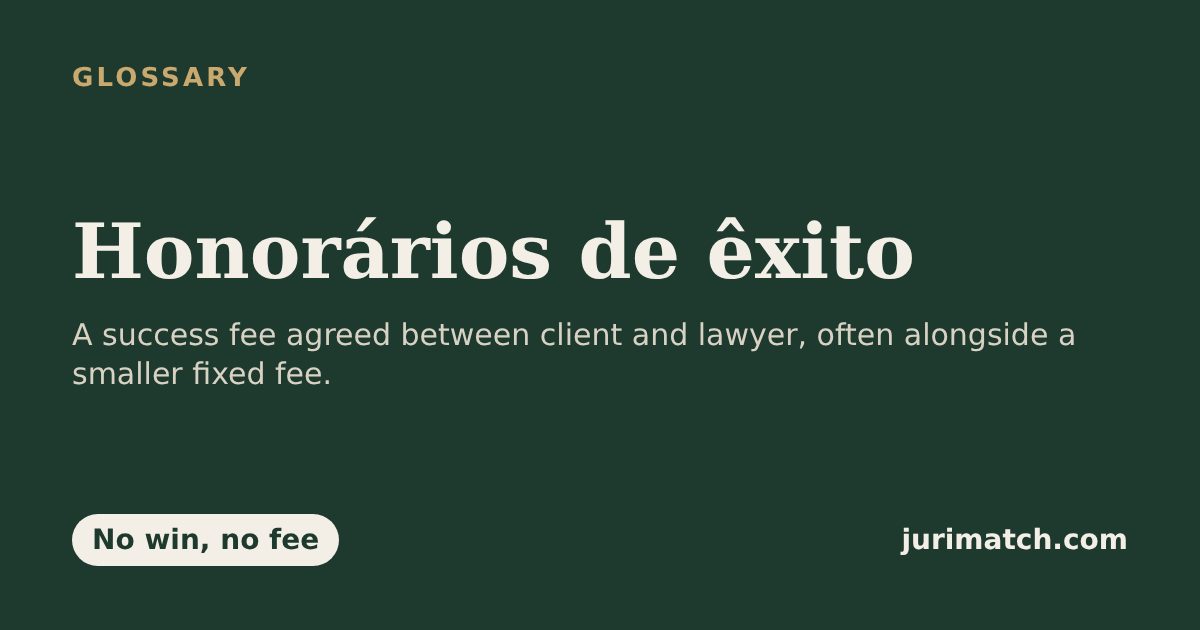 GLOSSARY
Honorários de êxito
A success fee agreed between client and lawyer, often alongside a
smaller fixed fee.
No win, no fee
jurimatch.com